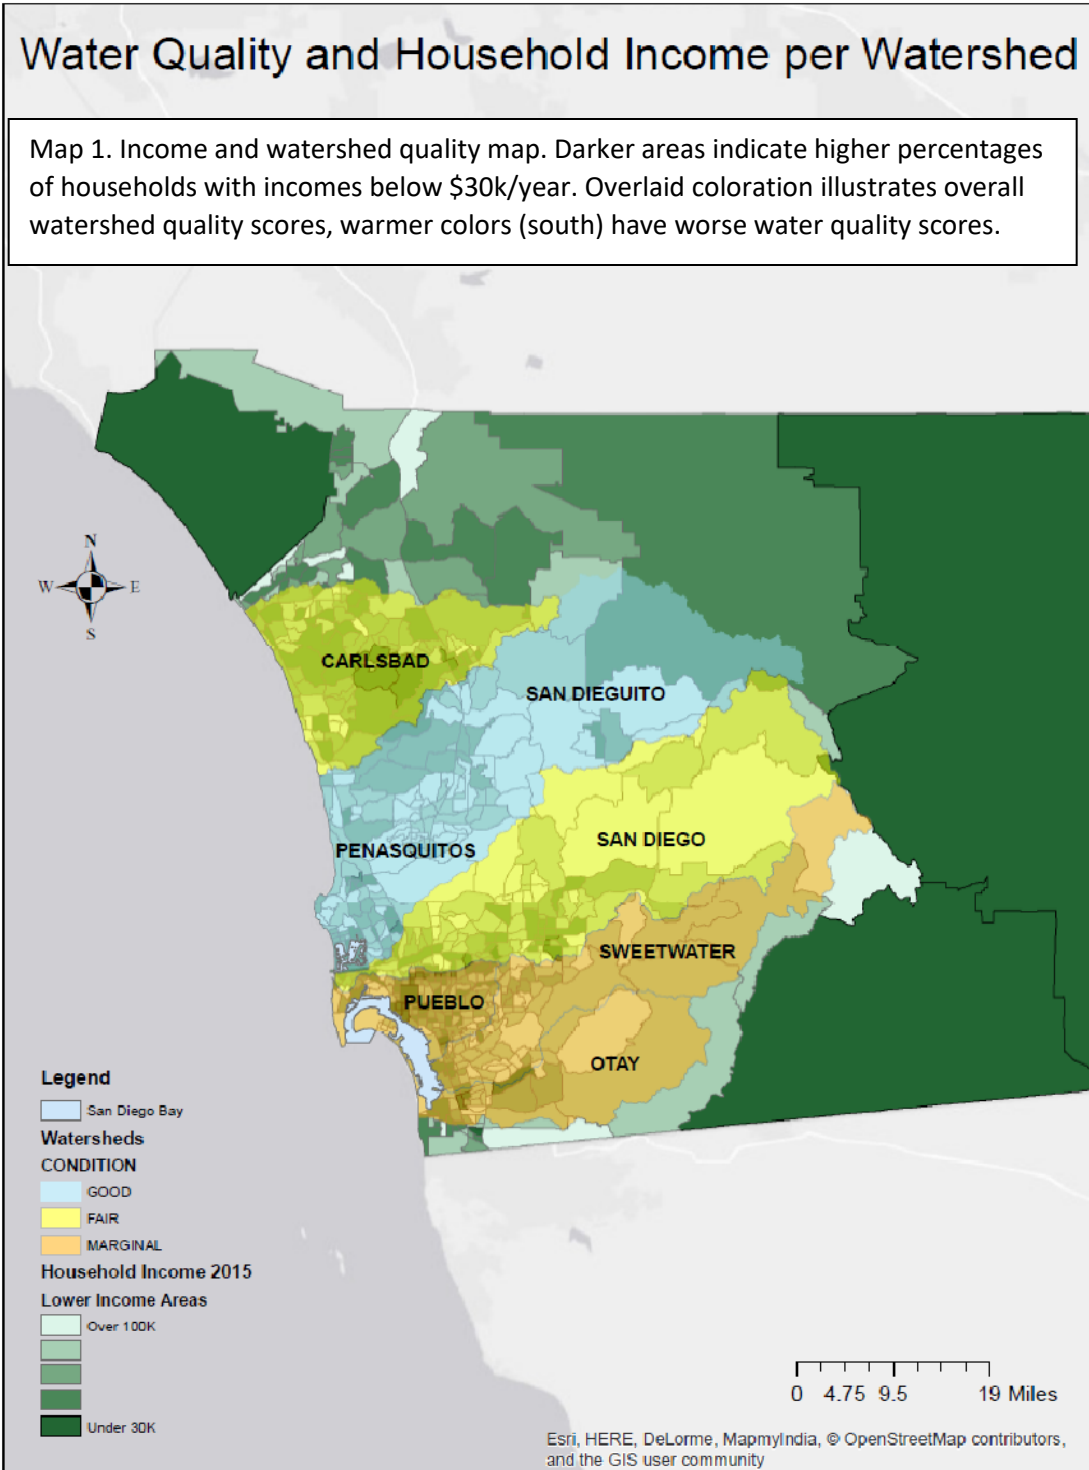 Water Quality and Household Income per Watershed
Map 1. Income and watershed quality map. Darker areas indicate higher percentages
of households with incomes below $30k/year. Overlaid coloration illustrates overall
watershed quality scores, warmer colors (south) have worse water quality scores.
N
W E
S
CARLSBAD
SAN DIEGUITO
SAN DIEGO
PENASQUITOS
SWEETWATER
PUEBLO
OTAY
Legend
San Diego Bay
Watersheds
CONDITION
GOOD
FAIR
MARGINAL
Household Income 2015
Lower Income Areas
Over 100K
Under 30K
0 4.75 9.5 19 Miles
Esri, HERE, DeLorme, MapmyIndia, © OpenStreetMap contributors,
and the GIS user community